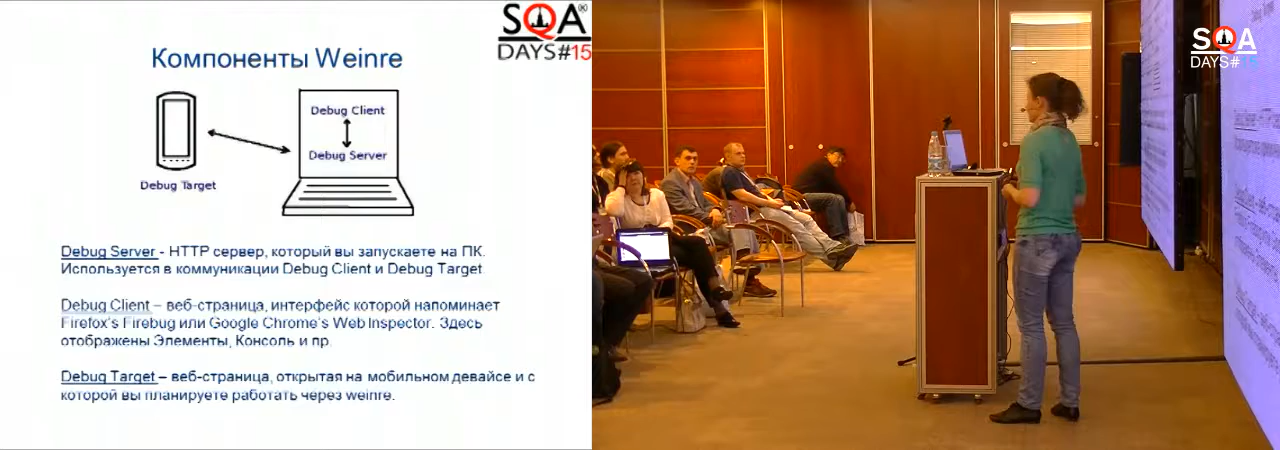 SQA®
DAYS#15
Компоненты Weinre
Debug Client
Debug Server
Debug Target
Debug Server - HTTP сервер, который вы запускаете на ПК.
Используется в коммуникации Debug Client и Debug Target.
Debug Client – веб-страница, интерфейс которой напоминает
Firefox's Firebug или Google Chrome's Web Inspector. Здесь
отображены Элементы, Консоль и пр.
Debug Target – веб-страница, открытая на мобильном девайсе и с
которой вы планируете работать через weinre.
SQA
DAYS#15